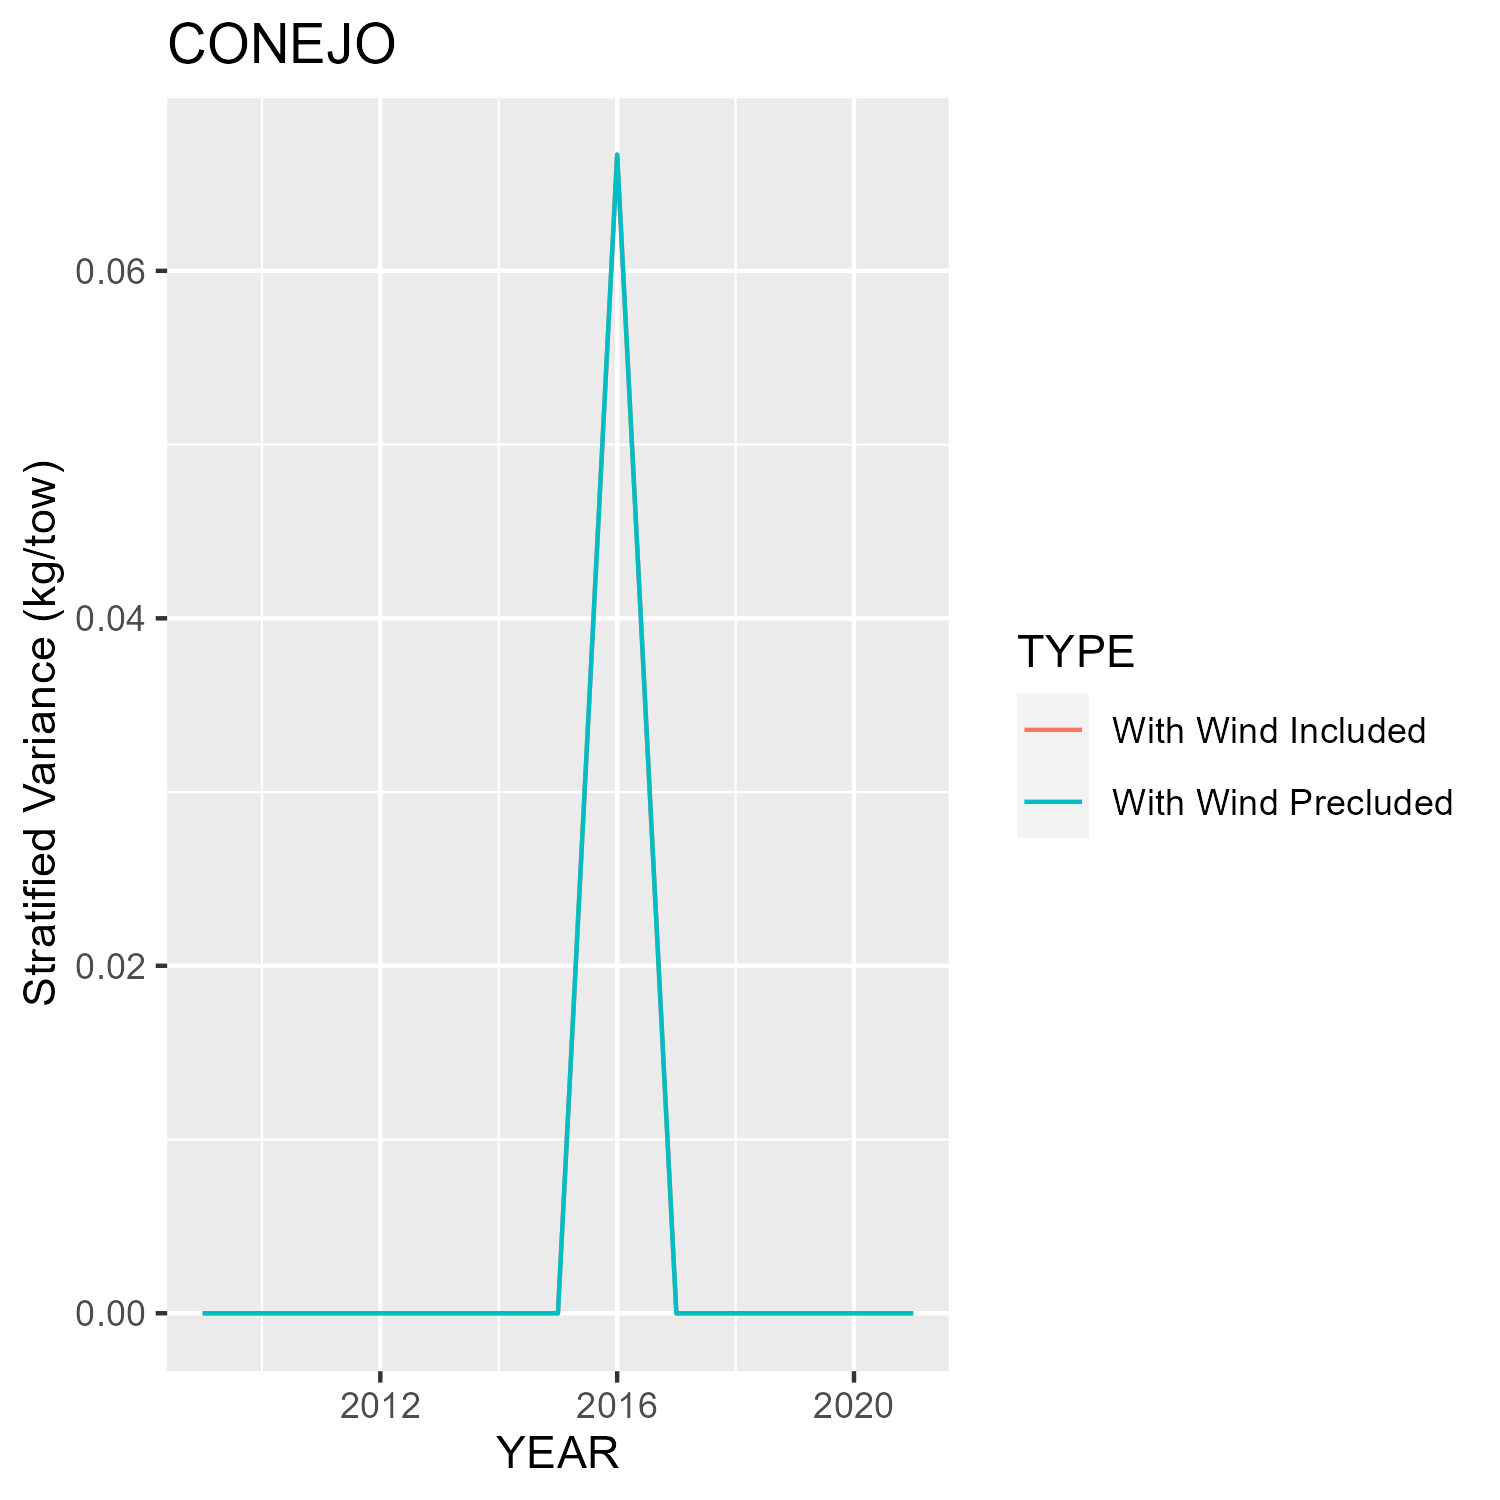 CONEJO
Stratified Variance (kg/tow)
0.06
0.04
0.02
0.00
2012 2016 2020
YEAR
TYPE
With Wind Included
With Wind Precluded